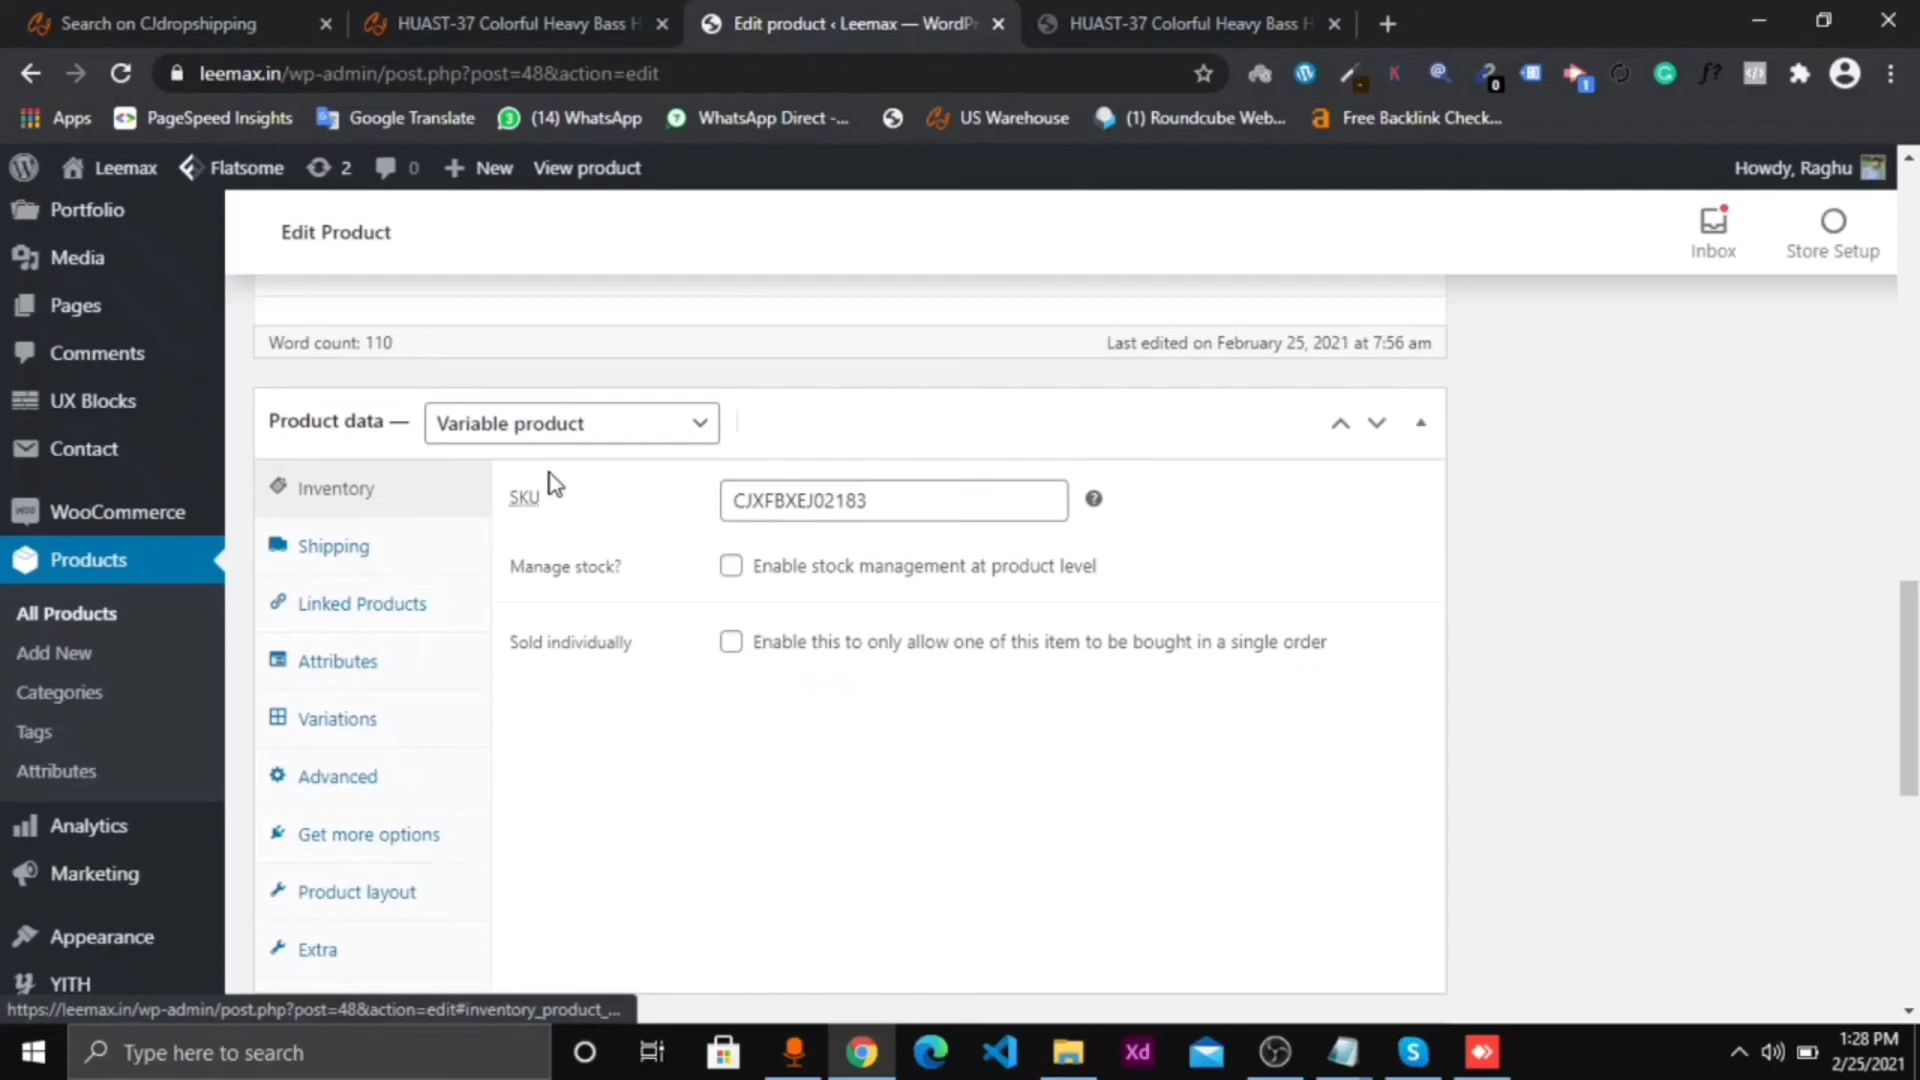 Search on CJdropshipping
HUAST-37 Colorful Heavy Bass H
Edit product ‹ Leemax — WordPr
HUAST-37 Colorful Heavy Bass H
leemax.in/wp-admin/post.php?post=48&action=edit
Apps
PageSpeed Insights
Google Translate
(14) WhatsApp
WhatsApp Direct -...
US Warehouse
(1) Roundcube Web...
Free Backlink Check...
Leemax
Flatsome
2
0
New
View product
Howdy, Raghu
Portfolio
Media
Pages
Comments
UX Blocks
Contact
WooCommerce
Products
All Products
Add New
Categories
Tags
Attributes
Analytics
Marketing
Appearance
YITH
Edit Product
Inbox
Store Setup
Word count: 110
Last edited on February 25, 2021 at 7:56 am
Product data —
Variable product
Inventory
Shipping
Linked Products
Attributes
Variations
Advanced
Get more options
Product layout
Extra
SKU
CJXFBXEJ02183
Manage stock?
Enable stock management at product level
Sold individually
Enable this to only allow one of this item to be bought in a single order
https://leemax.in/wp-admin/post.php?post=48&action=edit#inventory_product_...
Type here to search
Xd
1:28 PM
2/25/2021